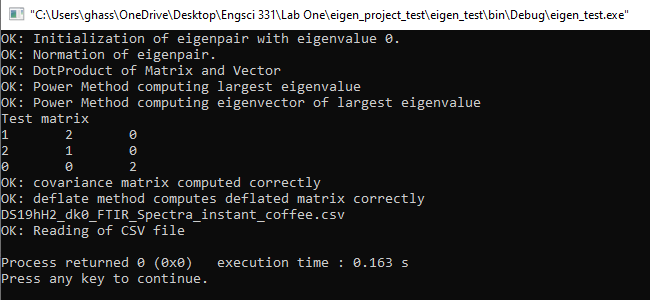 "C:\Users\ghass\OneDrive\Desktop\Engsci 331\Lab One\eigen_project_test\eigen_test\bin\Debug\eigen_test.exe"
OK: Initialization of eigenpair with eigenvalue 0.
OK: Normation of eigenpair.
OK: DotProduct of Matrix and Vector
OK: Power Method computing largest eigenvalue
OK: Power Method computing eigenvector of largest eigenvalue
Test matrix
1       2       0
2       1       0
0       0       2
OK: covariance matrix computed correctly
OK: deflate method computes deflated matrix correctly
DS19hH2_dk0_FTIR_Spectra_instant_coffee.csv
OK: Reading of CSV file
Process returned 0 (0x0)   execution time : 0.163 s
Press any key to continue.